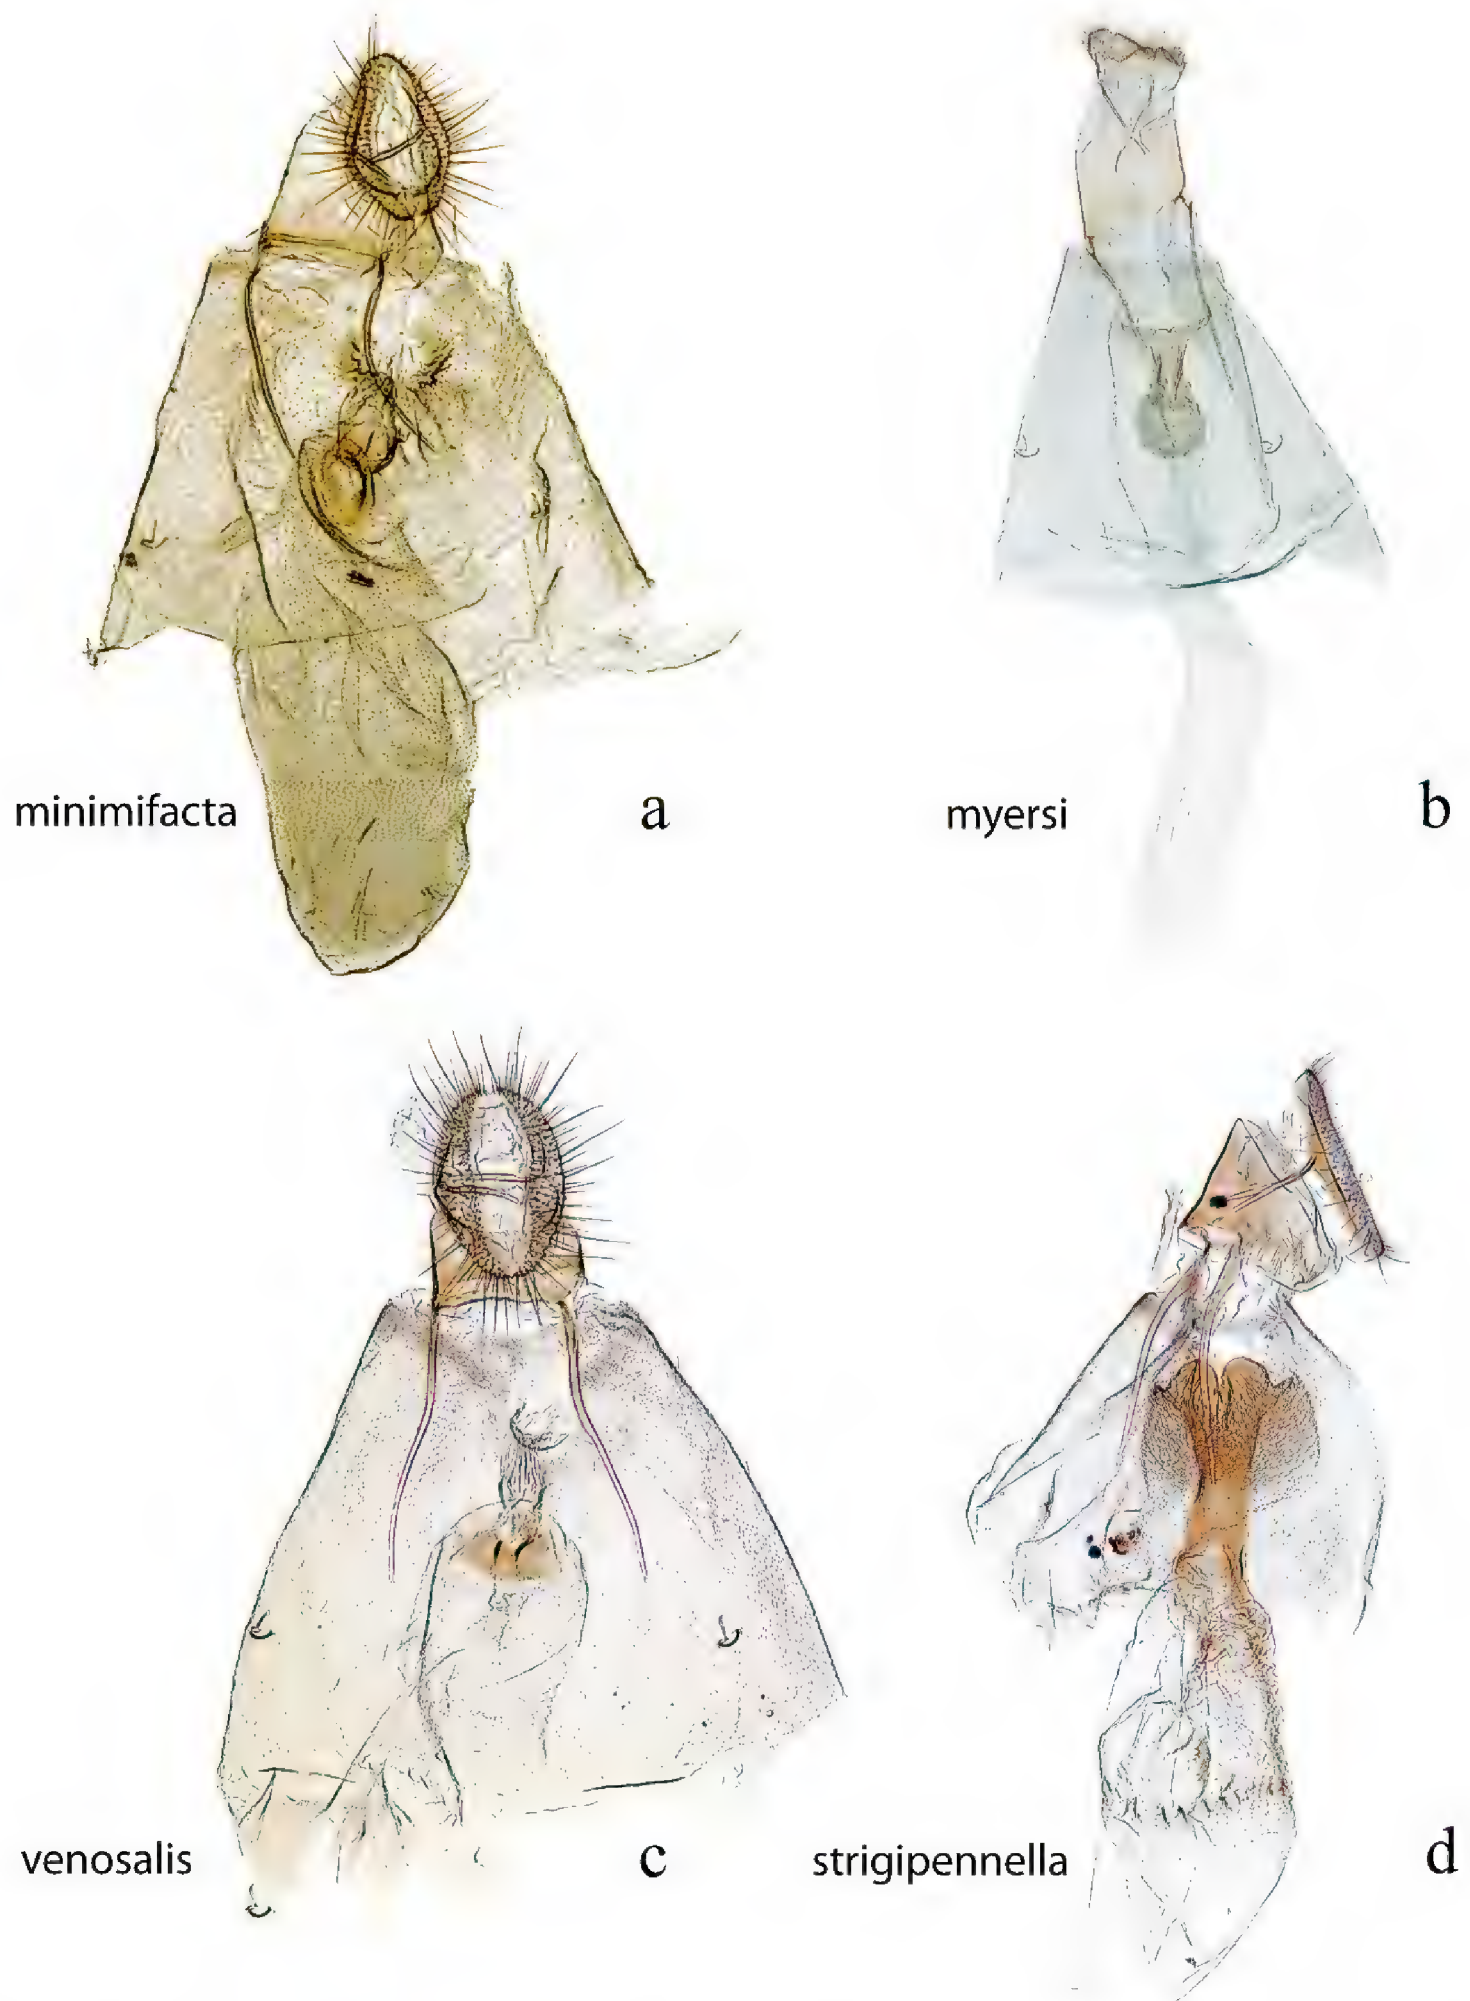 minimifacta
a
myersi
b
venosalis
c
strigipennella
d